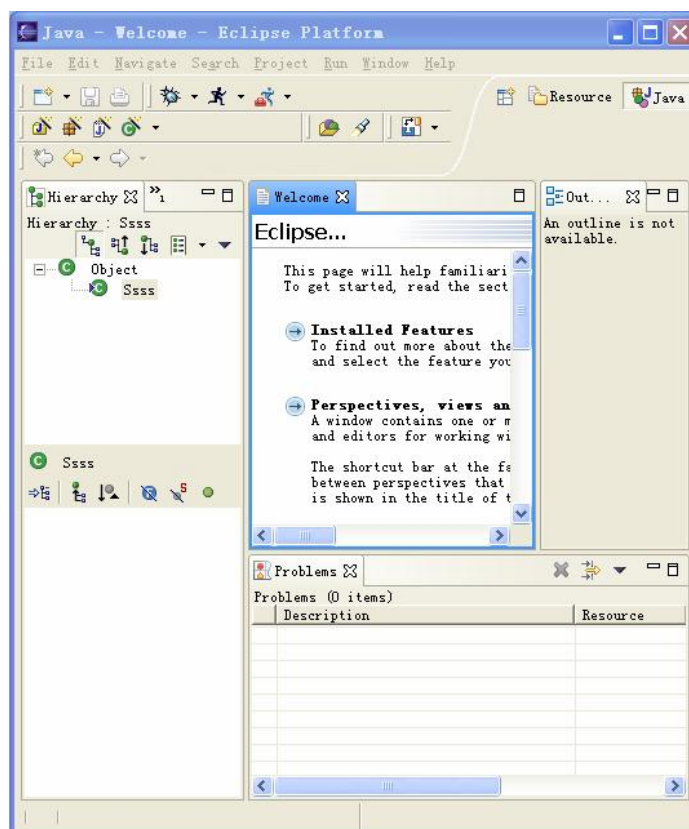 Java - Welcome - Eclipse Platform
File Edit Navigate Search Project Run Window Help
Resource Java
Hierarchy »1
Hierarchy : Ssss
Object
Ssss
Ssss
Welcome
Eclipse...
This page will help familiari
To get started, read the sect
Installed Features
To find out more about the
and select the feature you
Perspectives, views an
A window contains one or m
and editors for working wi
The shortcut bar at the fa
between perspectives that
is shown in the title of t
Out...
An outline is not
available.
Problems
Problems (0 items)
Description Resource